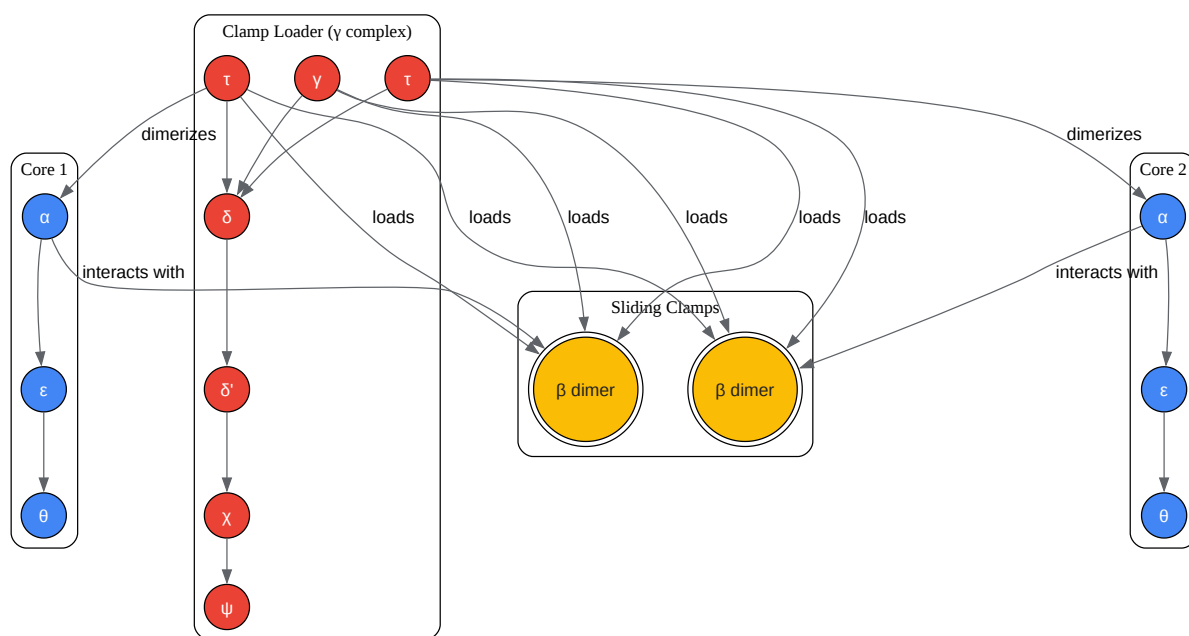 Clamp Loader (γ complex)
τ
γ
τ
dimerizes
dimerizes
Core 1
Core 2
α
δ
loads
loads
loads
loads
loads
loads
α
interacts with
interacts with
Sliding Clamps
ε
δ'
β dimer
β dimer
ε
θ
χ
θ
ψ